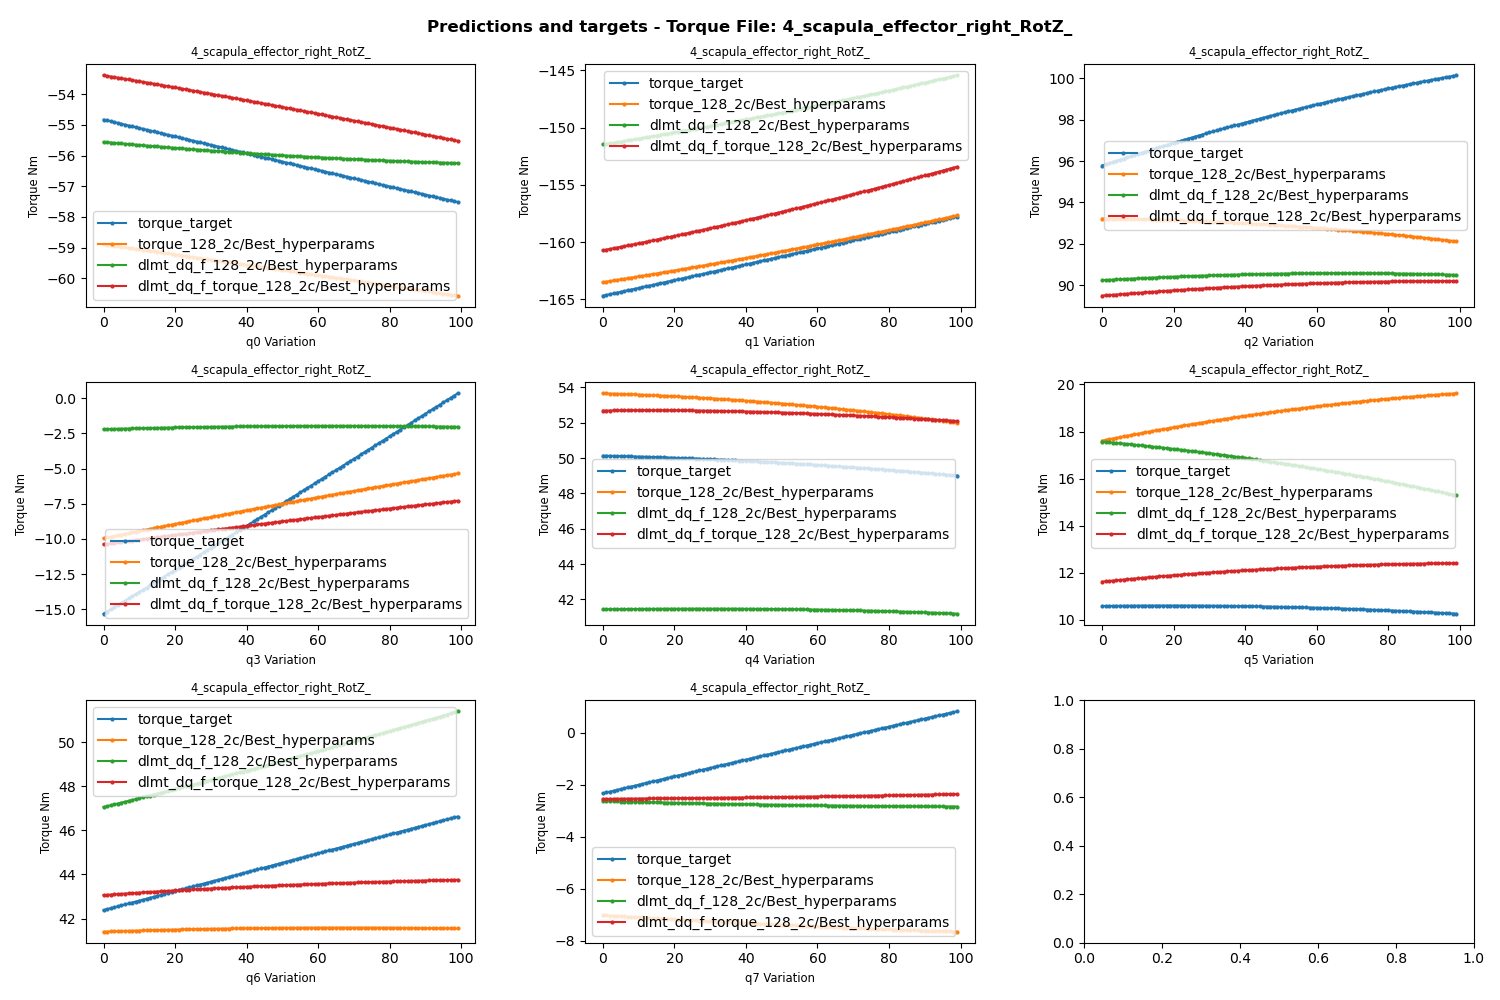 Predictions and targets - Torque File: 4_scapula_effector_right_RotZ_
4_scapula_effector_right_RotZ_
Torque Nm
−54
−55
−56
−57
−58
−59
−60
torque_target
torque_128_2c/Best_hyperparams
dlmt_dq_f_128_2c/Best_hyperparams
dlmt_dq_f_torque_128_2c/Best_hyperparams
0 20 40 60 80 100
q0 Variation
4_scapula_effector_right_RotZ_
Torque Nm
−145
−150
−155
−160
−165
torque_target
torque_128_2c/Best_hyperparams
dlmt_dq_f_128_2c/Best_hyperparams
dlmt_dq_f_torque_128_2c/Best_hyperparams
0 20 40 60 80 100
q1 Variation
4_scapula_effector_right_RotZ_
Torque Nm
100
98
96
94
92
90
torque_target
torque_128_2c/Best_hyperparams
dlmt_dq_f_128_2c/Best_hyperparams
dlmt_dq_f_torque_128_2c/Best_hyperparams
0 20 40 60 80 100
q2 Variation
4_scapula_effector_right_RotZ_
Torque Nm
0.0
−2.5
−5.0
−7.5
−10.0
−12.5
−15.0
torque_target
torque_128_2c/Best_hyperparams
dlmt_dq_f_128_2c/Best_hyperparams
dlmt_dq_f_torque_128_2c/Best_hyperparams
0 20 40 60 80 100
q3 Variation
4_scapula_effector_right_RotZ_
Torque Nm
54
52
50
48
46
44
42
torque_target
torque_128_2c/Best_hyperparams
dlmt_dq_f_128_2c/Best_hyperparams
dlmt_dq_f_torque_128_2c/Best_hyperparams
0 20 40 60 80 100
q4 Variation
4_scapula_effector_right_RotZ_
Torque Nm
20
18
16
14
12
10
torque_target
torque_128_2c/Best_hyperparams
dlmt_dq_f_128_2c/Best_hyperparams
dlmt_dq_f_torque_128_2c/Best_hyperparams
0 20 40 60 80 100
q5 Variation
4_scapula_effector_right_RotZ_
Torque Nm
50
48
46
44
42
torque_target
torque_128_2c/Best_hyperparams
dlmt_dq_f_128_2c/Best_hyperparams
dlmt_dq_f_torque_128_2c/Best_hyperparams
0 20 40 60 80 100
q6 Variation
4_scapula_effector_right_RotZ_
Torque Nm
0
−2
−4
−6
−8
torque_target
torque_128_2c/Best_hyperparams
dlmt_dq_f_128_2c/Best_hyperparams
dlmt_dq_f_torque_128_2c/Best_hyperparams
0 20 40 60 80 100
q7 Variation
1.0
0.8
0.6
0.4
0.2
0.0
0.0 0.2 0.4 0.6 0.8 1.0